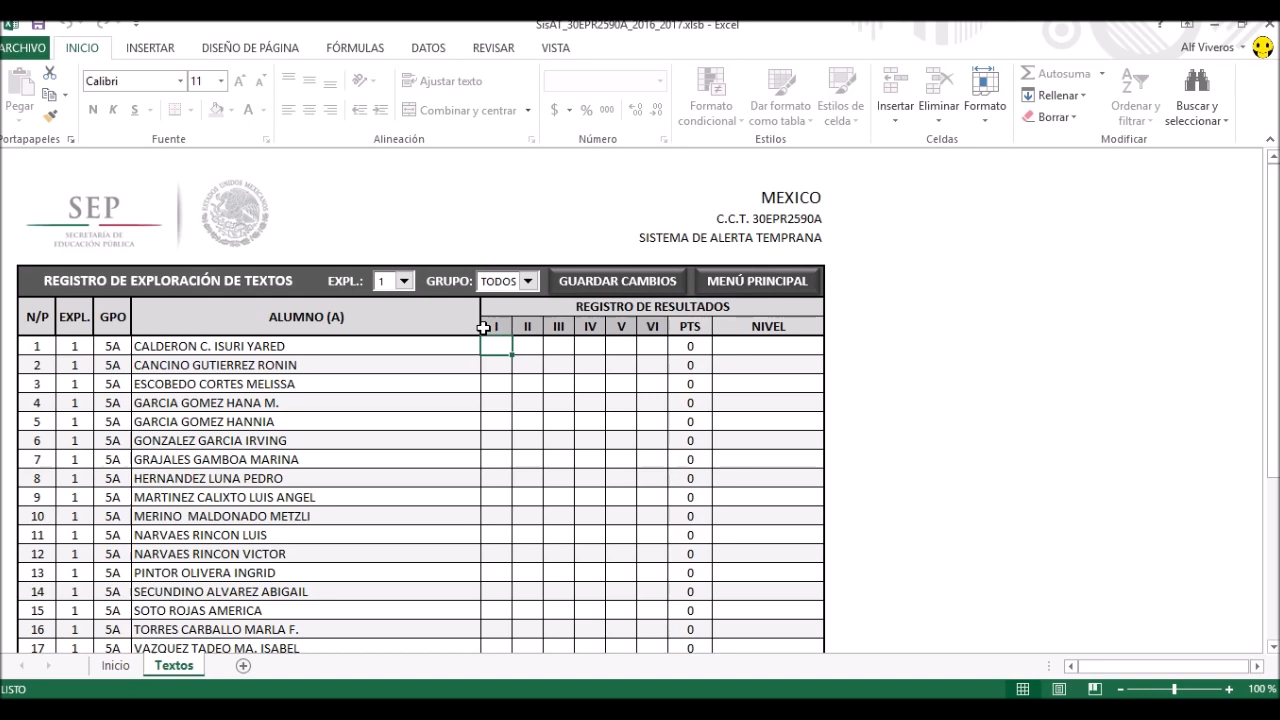 SisAT_30EPR2590A_2016_2017.xlsb - Excel
ARCHIVO INICIO INSERTAR DISEÑO DE PÁGINA FÓRMULAS DATOS REVISAR VISTA Alf Viveros
Pegar
Calibri 11
N K S
Ajustar texto
Combinar y centrar
$ % 000
Formato condicional
Dar formato como tabla
Estilos de celda
Insertar Eliminar Formato
Autosuma
Rellenar
Borrar
Ordenar y filtrar
Buscar y seleccionar
Portapapeles Fuente Alineación Número Estilos Celdas Modificar
SEP
SECRETARÍA DE
EDUCACIÓN PÚBLICA
ESTADOS UNIDOS MEXICANOS
MEXICO
C.C.T. 30EPR2590A
SISTEMA DE ALERTA TEMPRANA
REGISTRO DE EXPLORACIÓN DE TEXTOS EXPL.: 1 GRUPO: TODOS GUARDAR CAMBIOS MENÚ PRINCIPAL
N/P EXPL. GPO ALUMNO (A) REGISTRO DE RESULTADOS
I II III IV V VI PTS NIVEL
1 1 5A CALDERON C. ISURI YARED 0
2 1 5A CANCINO GUTIERREZ RONIN 0
3 1 5A ESCOBEDO CORTES MELISSA 0
4 1 5A GARCIA GOMEZ HANA M. 0
5 1 5A GARCIA GOMEZ HANNIA 0
6 1 5A GONZALEZ GARCIA IRVING 0
7 1 5A GRAJALES GAMBOA MARINA 0
8 1 5A HERNANDEZ LUNA PEDRO 0
9 1 5A MARTINEZ CALIXTO LUIS ANGEL 0
10 1 5A MERINO MALDONADO METZLI 0
11 1 5A NARVAES RINCON LUIS 0
12 1 5A NARVAES RINCON VICTOR 0
13 1 5A PINTOR OLIVERA INGRID 0
14 1 5A SECUNDINO ALVAREZ ABIGAIL 0
15 1 5A SOTO ROJAS AMERICA 0
16 1 5A TORRES CARBALLO MARLA F. 0
17 1 5A VAZQUEZ TADEO MA. ISABEL 0
Inicio Textos
LISTO 100 %